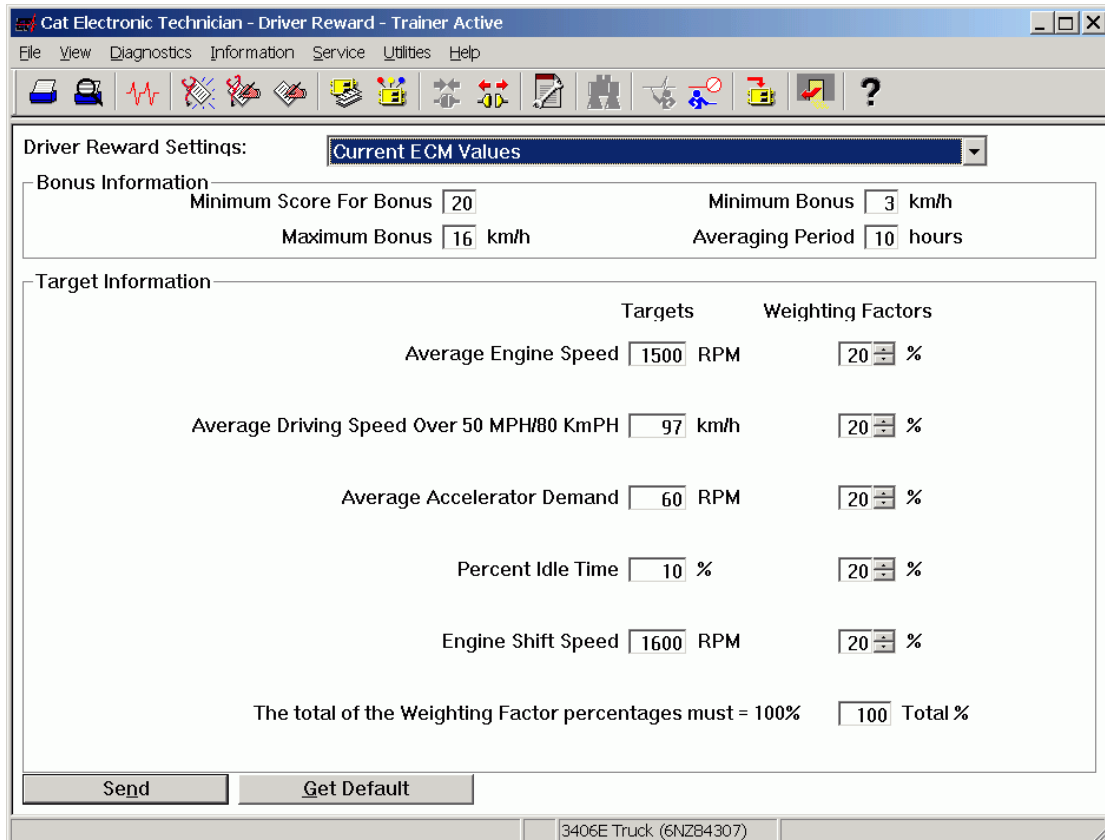 Cat Electronic Technician - Driver Reward - Trainer Active
File View Diagnostics Information Service Utilities Help
Driver Reward Settings: Current ECM Values
Bonus Information
Minimum Score For Bonus 20 Minimum Bonus 3 km/h
Maximum Bonus 16 km/h Averaging Period 10 hours
Target Information
Targets Weighting Factors
Average Engine Speed 1500 RPM 20 %
Average Driving Speed Over 50 MPH/80 KmPH 97 km/h 20 %
Average Accelerator Demand 60 RPM 20 %
Percent Idle Time 10 % 20 %
Engine Shift Speed 1600 RPM 20 %
The total of the Weighting Factor percentages must = 100% 100 Total %
Send Get Default
3406E Truck (6NZ84307)